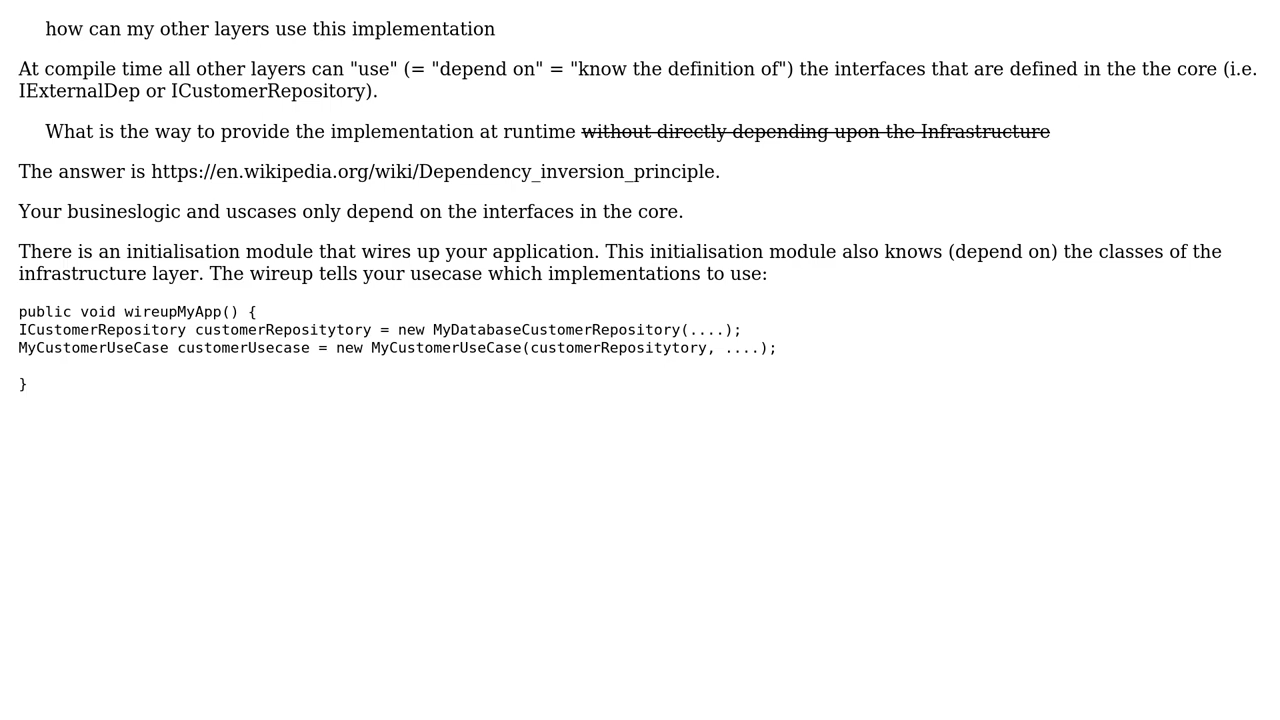 how can my other layers use this implementation
At compile time all other layers can "use" (= "depend on" = "know the definition of") the interfaces that are defined in the the core (i.e.
IExternalDep or ICustomerRepository).
What is the way to provide the implementation at runtime without directly depending upon the Infrastructure
The answer is https://en.wikipedia.org/wiki/Dependency_inversion_principle.
Your busineslogic and uscases only depend on the interfaces in the core.
There is an initialisation module that wires up your application. This initialisation module also knows (depend on) the classes of the
infrastructure layer. The wireup tells your usecase which implementations to use:
public void wireupMyApp() {
ICustomerRepository customerRepositytory = new MyDatabaseCustomerRepository(....);
MyCustomerUseCase customerUsecase = new MyCustomerUseCase(customerRepositytory, ....);
}